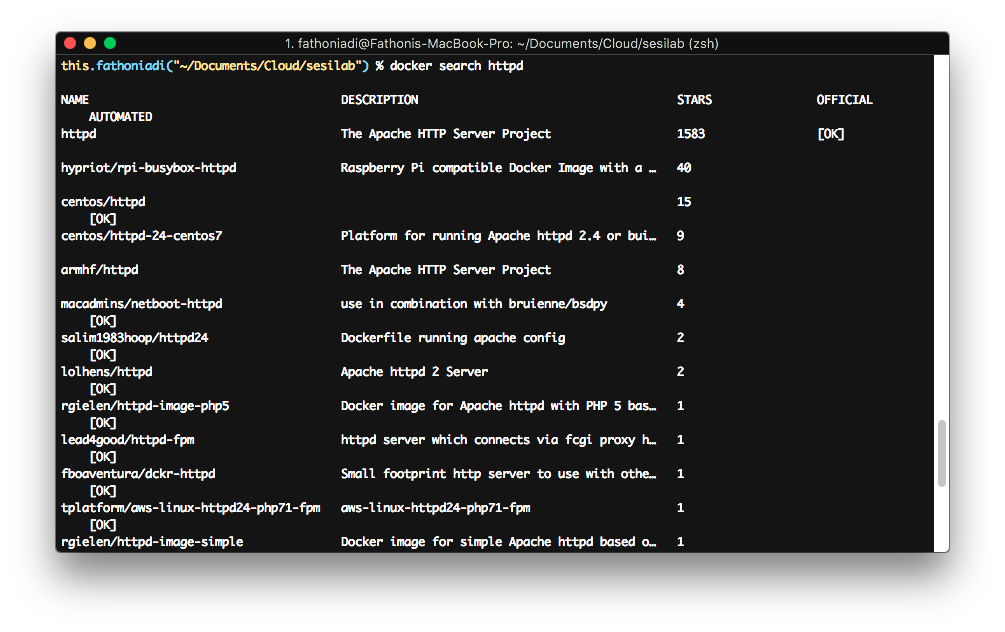 1. fathoniadi@Fathonis-MacBook-Pro: ~/Documents/Cloud/sesilab (zsh)
this.fathoniadi("~/Documents/Cloud/sesilab") % docker search httpd
NAME DESCRIPTION STARS OFFICIAL
AUTOMATED
httpd The Apache HTTP Server Project 1583 [OK]
hypriot/rpi-busybox-httpd Raspberry Pi compatible Docker Image with a … 40
centos/httpd 15
[OK]
centos/httpd-24-centos7 Platform for running Apache httpd 2.4 or bui… 9
armhf/httpd The Apache HTTP Server Project 8
macadmins/netboot-httpd use in combination with bruienne/bsdpy 4
[OK]
salim1983hoop/httpd24 Dockerfile running apache config 2
[OK]
lolhens/httpd Apache httpd 2 Server 2
[OK]
rgielen/httpd-image-php5 Docker image for Apache httpd with PHP 5 bas… 1
[OK]
lead4good/httpd-fpm httpd server which connects via fcgi proxy h… 1
[OK]
fboaventura/dckr-httpd Small footprint http server to use with othe… 1
[OK]
tplatform/aws-linux-httpd24-php71-fpm aws-linux-httpd24-php71-fpm 1
[OK]
rgielen/httpd-image-simple Docker image for simple Apache httpd based o… 1